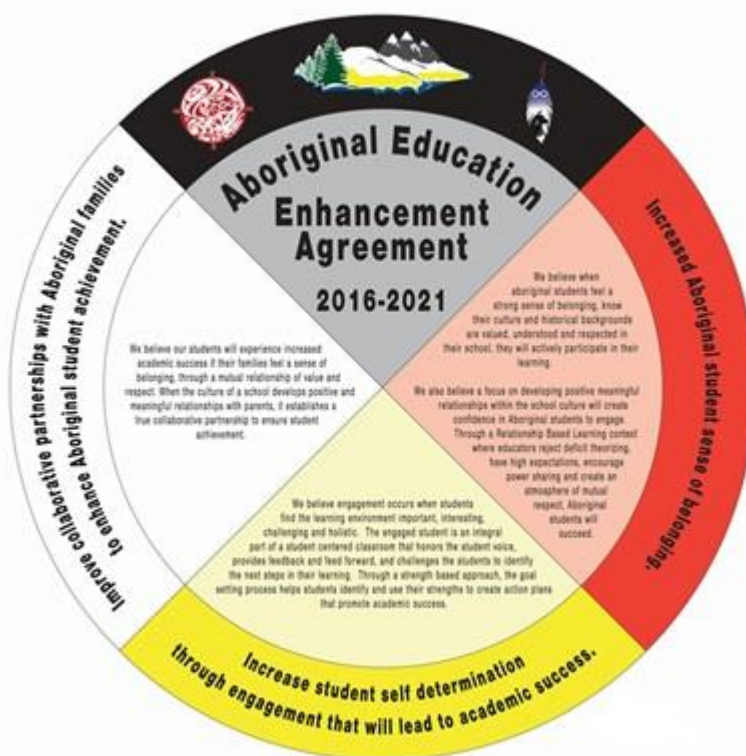 Aboriginal Education
Enhancement
Agreement
2016-2021
Increased Aboriginal student sense of belonging.
We believe when
aboriginal students feel a
strong sense of belonging, know
their culture and historical backgrounds
are valued, understood and respected in
their school, they will actively participate in their
learning.
We also believe a focus on developing positive meaningful
relationships within the school culture will create
confidence in Aboriginal students to engage.
Through a Relationship Based Learning context
where educators reject deficit theorizing,
have high expectations, encourage
power sharing and create an
atmosphere of mutual
respect, Aboriginal
students will
succeed.
We believe engagement occurs when students
find the learning environment important, interesting,
challenging and holistic. The engaged student is an integral
part of a student centered classroom that honors the student voice,
provides feedback and feed forward, and challenges the students to identify
the next steps in their learning. Through a strength based approach, the goal
setting process helps students identify and use their strengths to create action plans
that promote academic success.
Increase student self determination
through engagement that will lead to academic success.
Improve collaborative partnerships with Aboriginal families
to enhance Aboriginal student achievement.
We believe our students will experience increased
academic success if their families feel a sense of
belonging, through a mutual relationship of value and
respect. When the culture of a school develops positive and
meaningful relationships with parents, it establishes a
true collaborative partnership to ensure student
achievement.